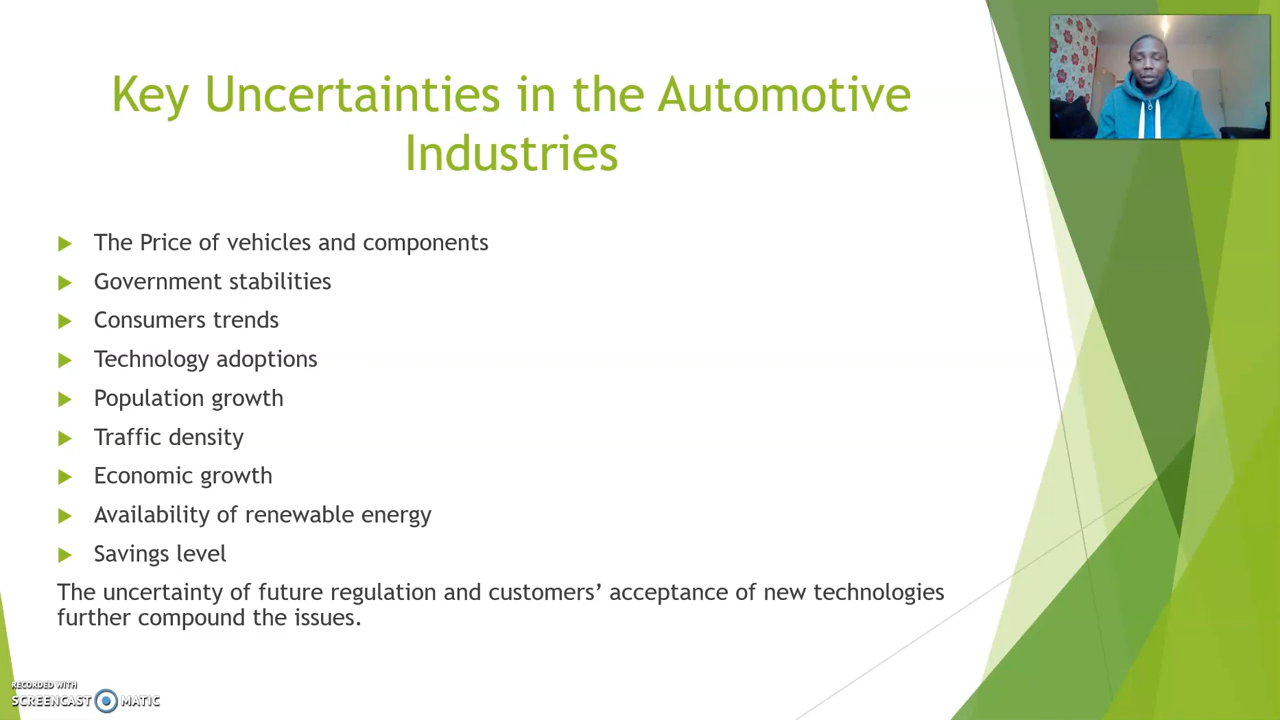 Key Uncertainties in the Automotive
Industries
The Price of vehicles and components
Government stabilities
Consumers trends
Technology adoptions
Population growth
Traffic density
Economic growth
Availability of renewable energy
Savings level
The uncertainty of future regulation and customers’ acceptance of new technologies
further compound the issues.
RECORDED WITH
SCREENCAST MATIC